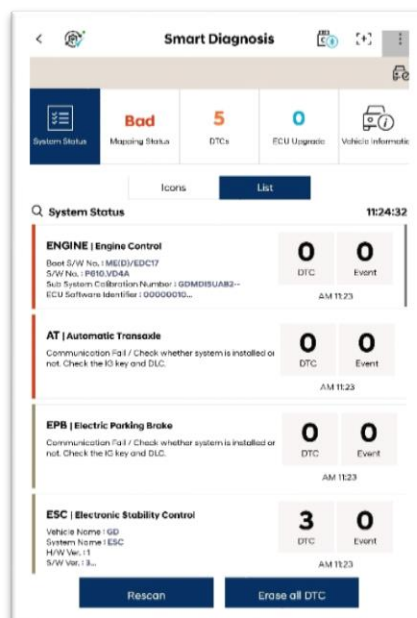 Smart Diagnosis
System Status
Bad
Mapping Status
5
DTCs
0
ECU Upgrade
Vehicle Informatic
Icons
List
System Status
11:24:32
ENGINE | Engine Control
Boot S/W No. : ME(D)/EDC17
S/W No. : P610.VD4A
Sub System Calibration Number : GDMDISUAB2--
ECU Software Identifier : 00000010...
0
DTC
0
Event
AM 11:23
AT | Automatic Transaxle
Communication Fail / Check whether system is installed or
not. Check the IG key and DLC.
0
DTC
0
Event
AM 11:23
EPB | Electric Parking Brake
Communication Fail / Check whether system is installed or
not. Check the IG key and DLC.
0
DTC
0
Event
AM 11:23
ESC | Electronic Stability Control
Vehicle Name : GD
System Name : ESC
H/W Ver. : 1
S/W Ver. : 3...
3
DTC
0
Event
AM 11:23
Rescan
Erase all DTC